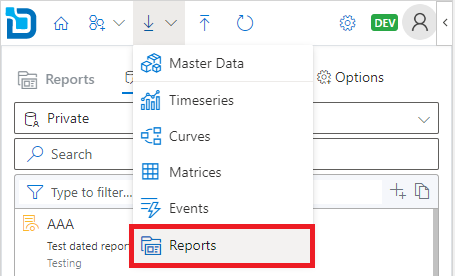 DEV
Reports
Options
Master Data
Timeseries
Curves
Matrices
Events
Reports
Private
Search
Type to filter...
AAA
Test dated repor
Testing